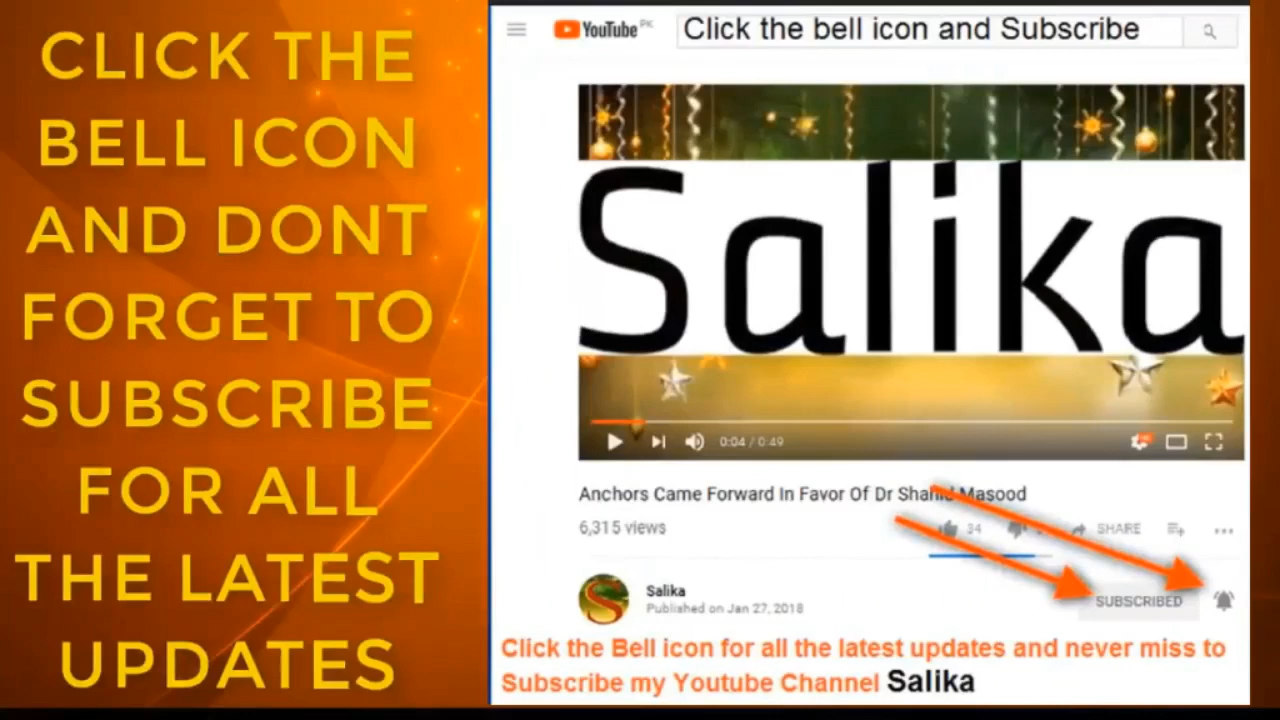 CLICK THE
BELL ICON
AND DONT
FORGET TO
SUBSCRIBE
FOR ALL
THE LATEST
UPDATES
YouTube PK
Click the bell icon and Subscribe
Salika
0:04 / 0:49
Anchors Came Forward In Favor Of Dr Shahid Masood
6,315 views
34
SHARE
Salika
Published on Jan 27, 2018
SUBSCRIBED
Click the Bell icon for all the latest updates and never miss to
Subscribe my Youtube Channel Salika